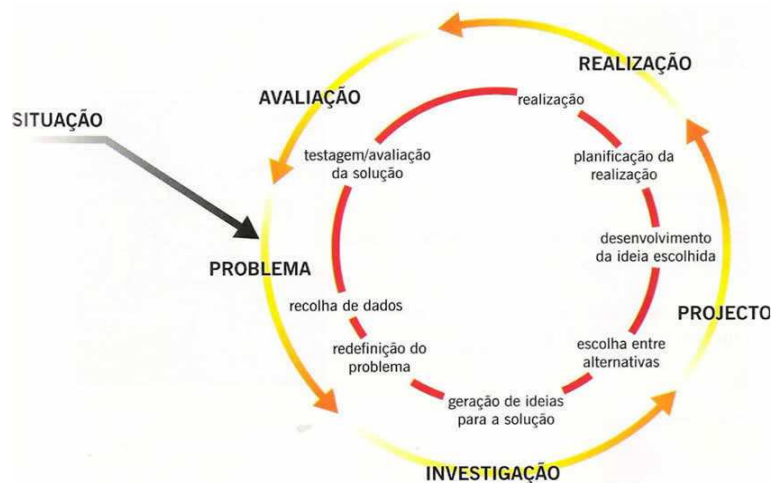 REALIZAÇÃO
AVALIAÇÃO
realização
SITUAÇÃO
testagem/avaliação
da solução
planificação da
realização
desenvolvimento
da ideia escolhida
PROBLEMA
recolha de dados
PROJECTO
redefinição do
problema
escolha entre
alternativas
geração de ideias
para a solução
INVESTIGAÇÃO